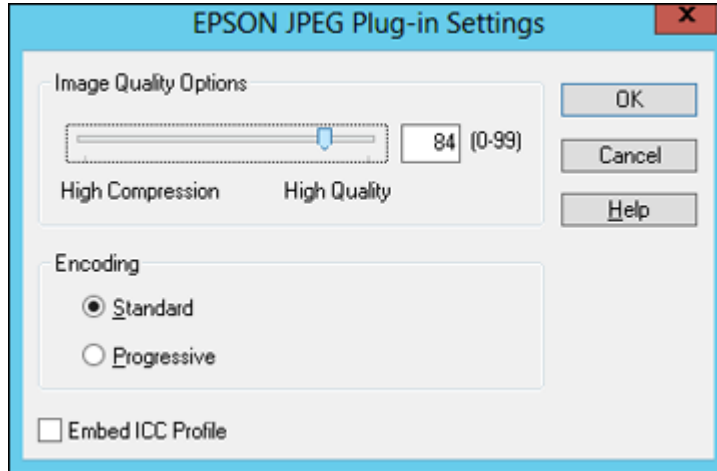 EPSON JPEG Plug-in Settings
x
Image Quality Options
84 (0-99)
High Compression High Quality
OK
Cancel
Help
Encoding
Standard
Progressive
Embed ICC Profile